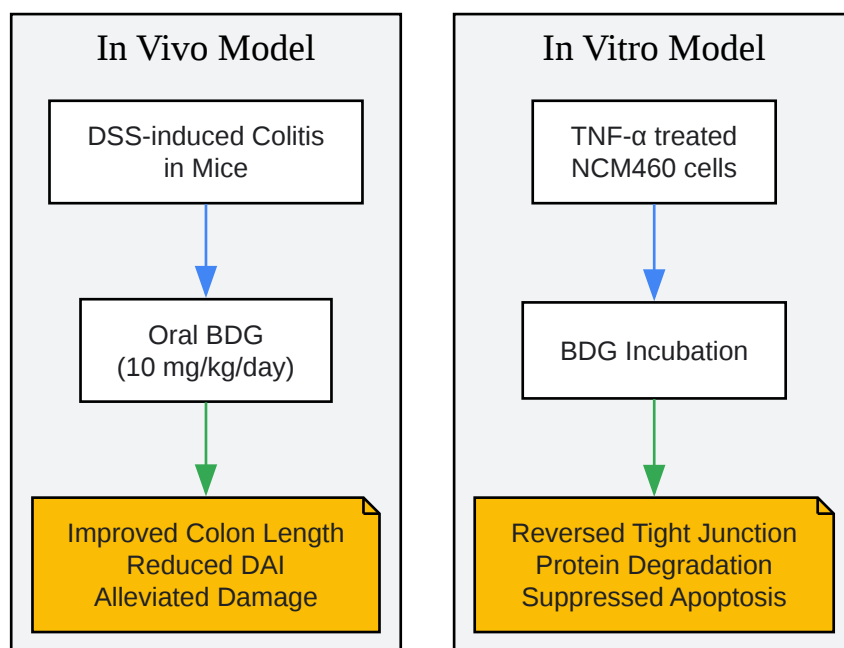 In Vivo Model
DSS-induced Colitis
in Mice
Oral BDG
(10 mg/kg/day)
Improved Colon Length
Reduced DAI
Alleviated Damage
In Vitro Model
TNF-α treated
NCM460 cells
BDG Incubation
Reversed Tight Junction
Protein Degradation
Suppressed Apoptosis